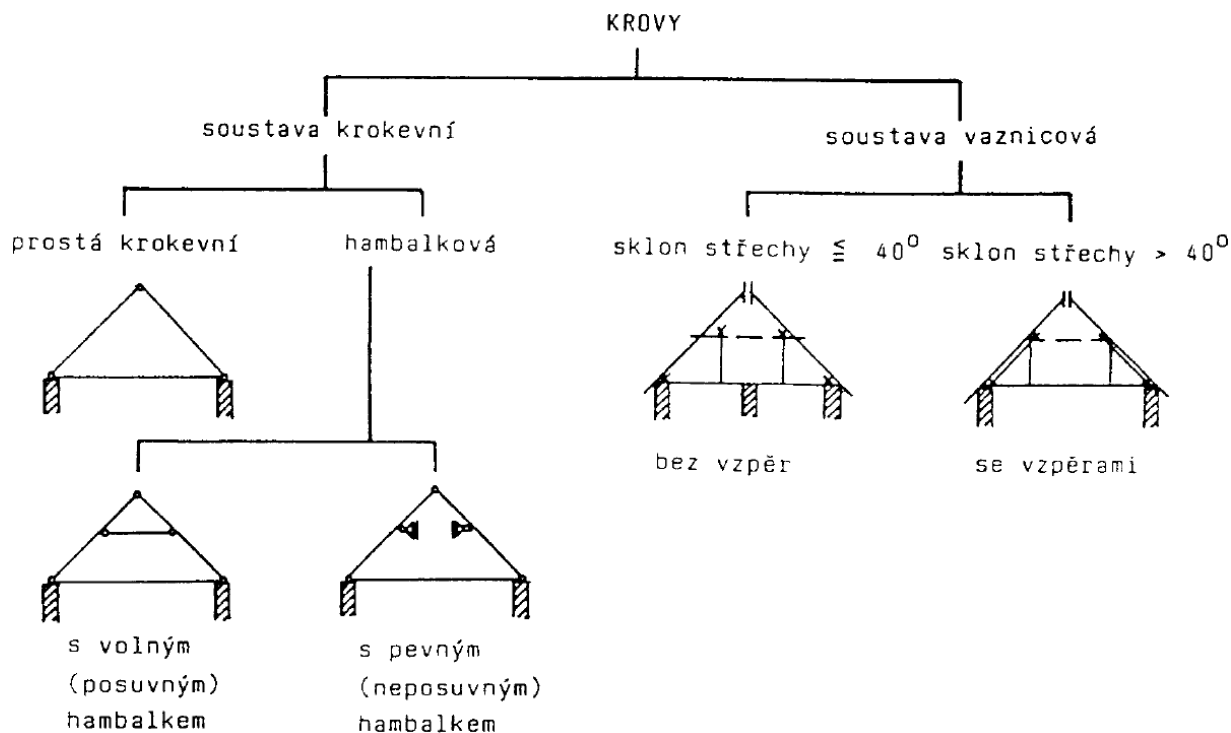 KROVY
soustava krokevní
soustava vaznicová
prostá krokevní
hambalková
sklon střechy ≦ 40°
sklon střechy > 40°
bez vzpěr
se vzpěrami
s volným
(posuvným)
hambalkem
s pevným
(neposuvným)
hambalkem